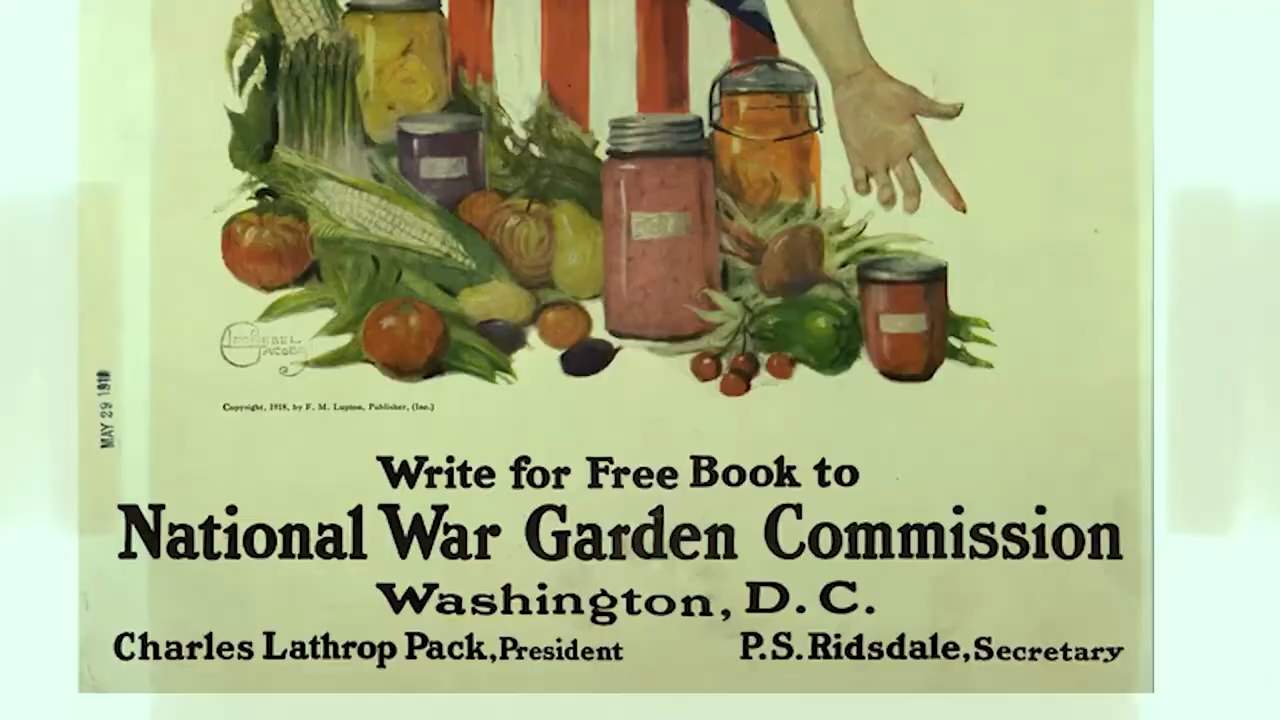 MAY 29 1918
Copyright, 1918, by F. M. Lupton, Publisher, (Inc.)
Write for Free Book to
National War Garden Commission
Washington, D. C.
Charles Lathrop Pack, President
P. S. Ridsdale, Secretary